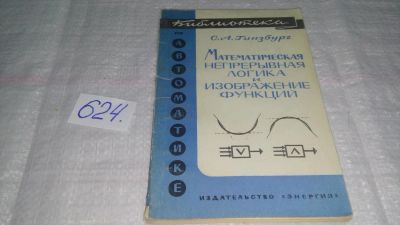 Библиотека
ПО
АВТОМАТИКЕ
С.А. Гинзбург
МАТЕМАТИЧЕСКАЯ
НЕПРЕРЫВНАЯ
ЛОГИКА
И
ИЗОБРАЖЕНИЕ
ФУНКЦИЙ
V
Λ
ИЗДАТЕЛЬСТВО «ЭНЕРГИЯ»
624.